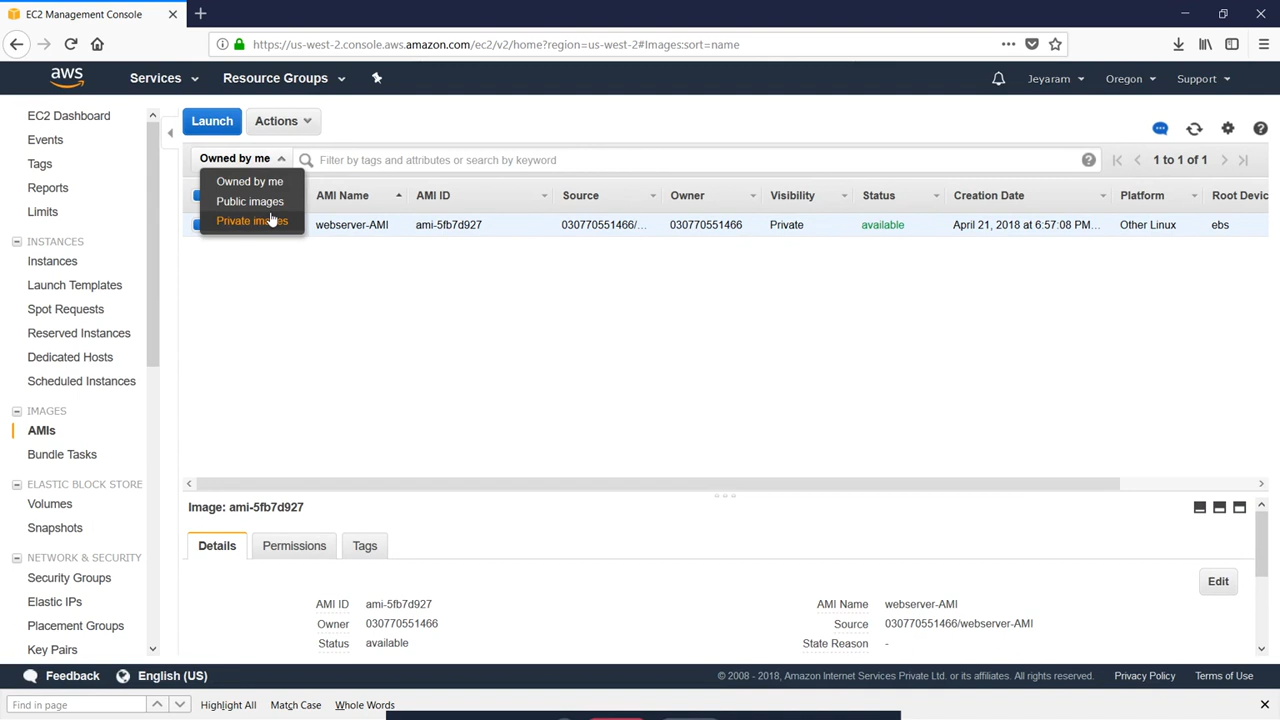 EC2 Management Console
https://us-west-2.console.aws.amazon.com/ec2/v2/home?region=us-west-2#Images:sort=name
aws
Services
Resource Groups
Jeyaram
Oregon
Support
EC2 Dashboard
Events
Tags
Reports
Limits
INSTANCES
Instances
Launch Templates
Spot Requests
Reserved Instances
Dedicated Hosts
Scheduled Instances
IMAGES
AMIs
Bundle Tasks
ELASTIC BLOCK STORE
Volumes
Snapshots
NETWORK & SECURITY
Security Groups
Elastic IPs
Placement Groups
Key Pairs
Launch
Actions
Owned by me
Filter by tags and attributes or search by keyword
1 to 1 of 1
Owned by me
Public images
Private images
AMI Name AMI ID Source Owner Visibility Status Creation Date Platform Root Devic
webserver-AMI ami-5fb7d927 030770551466/... 030770551466 Private available April 21, 2018 at 6:57:08 PM... Other Linux ebs
Image: ami-5fb7d927
Details
Permissions
Tags
Edit
AMI ID ami-5fb7d927 AMI Name webserver-AMI
Owner 030770551466 Source 030770551466/webserver-AMI
Status available State Reason -
Feedback
English (US)
© 2008 - 2018, Amazon Internet Services Private Ltd. or its affiliates. All rights reserved.
Privacy Policy
Terms of Use
Find in page
Highlight All
Match Case
Whole Words